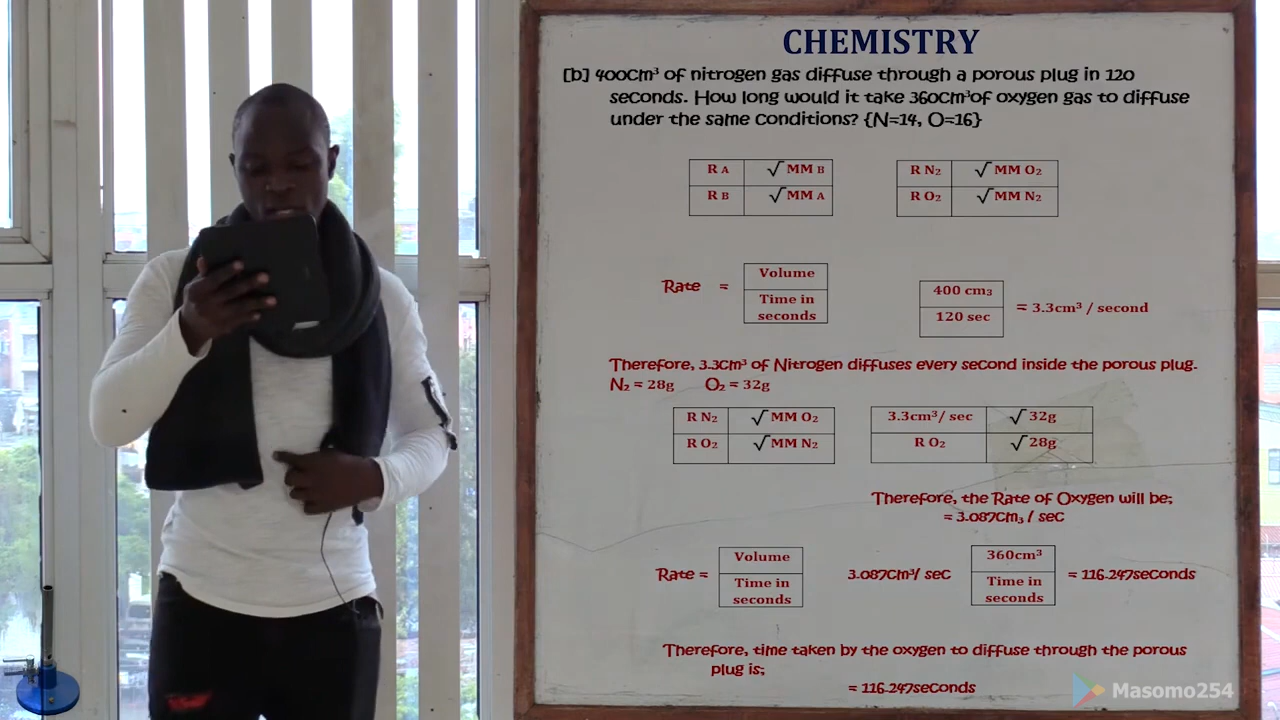 CHEMISTRY
[b] 400cm³ of nitrogen gas diffuse through a porous plug in 120
seconds. How long would it take 360cm³of oxygen gas to diffuse
under the same conditions? {N=14, O=16}
R A √ MM B R N₂ √ MM O₂
R B √ MM A R O₂ √ MM N₂
Rate = Volume
Time in
seconds
400 cm₃
120 sec
= 3.3cm³ / second
Therefore, 3.3cm³ of Nitrogen diffuses every second inside the porous plug.
N₂ = 28g O₂ = 32g
R N₂ √ MM O₂ 3.3cm³/ sec √ 32g
R O₂ √ MM N₂ R O₂ √ 28g
Therefore, the Rate of Oxygen will be;
= 3.087cm₃ / sec
Rate = Volume
Time in
seconds
3.087cm³/ sec
360cm³
Time in
seconds
= 116.247seconds
Therefore, time taken by the oxygen to diffuse through the porous
plug is;
= 116.247seconds
Masomo254